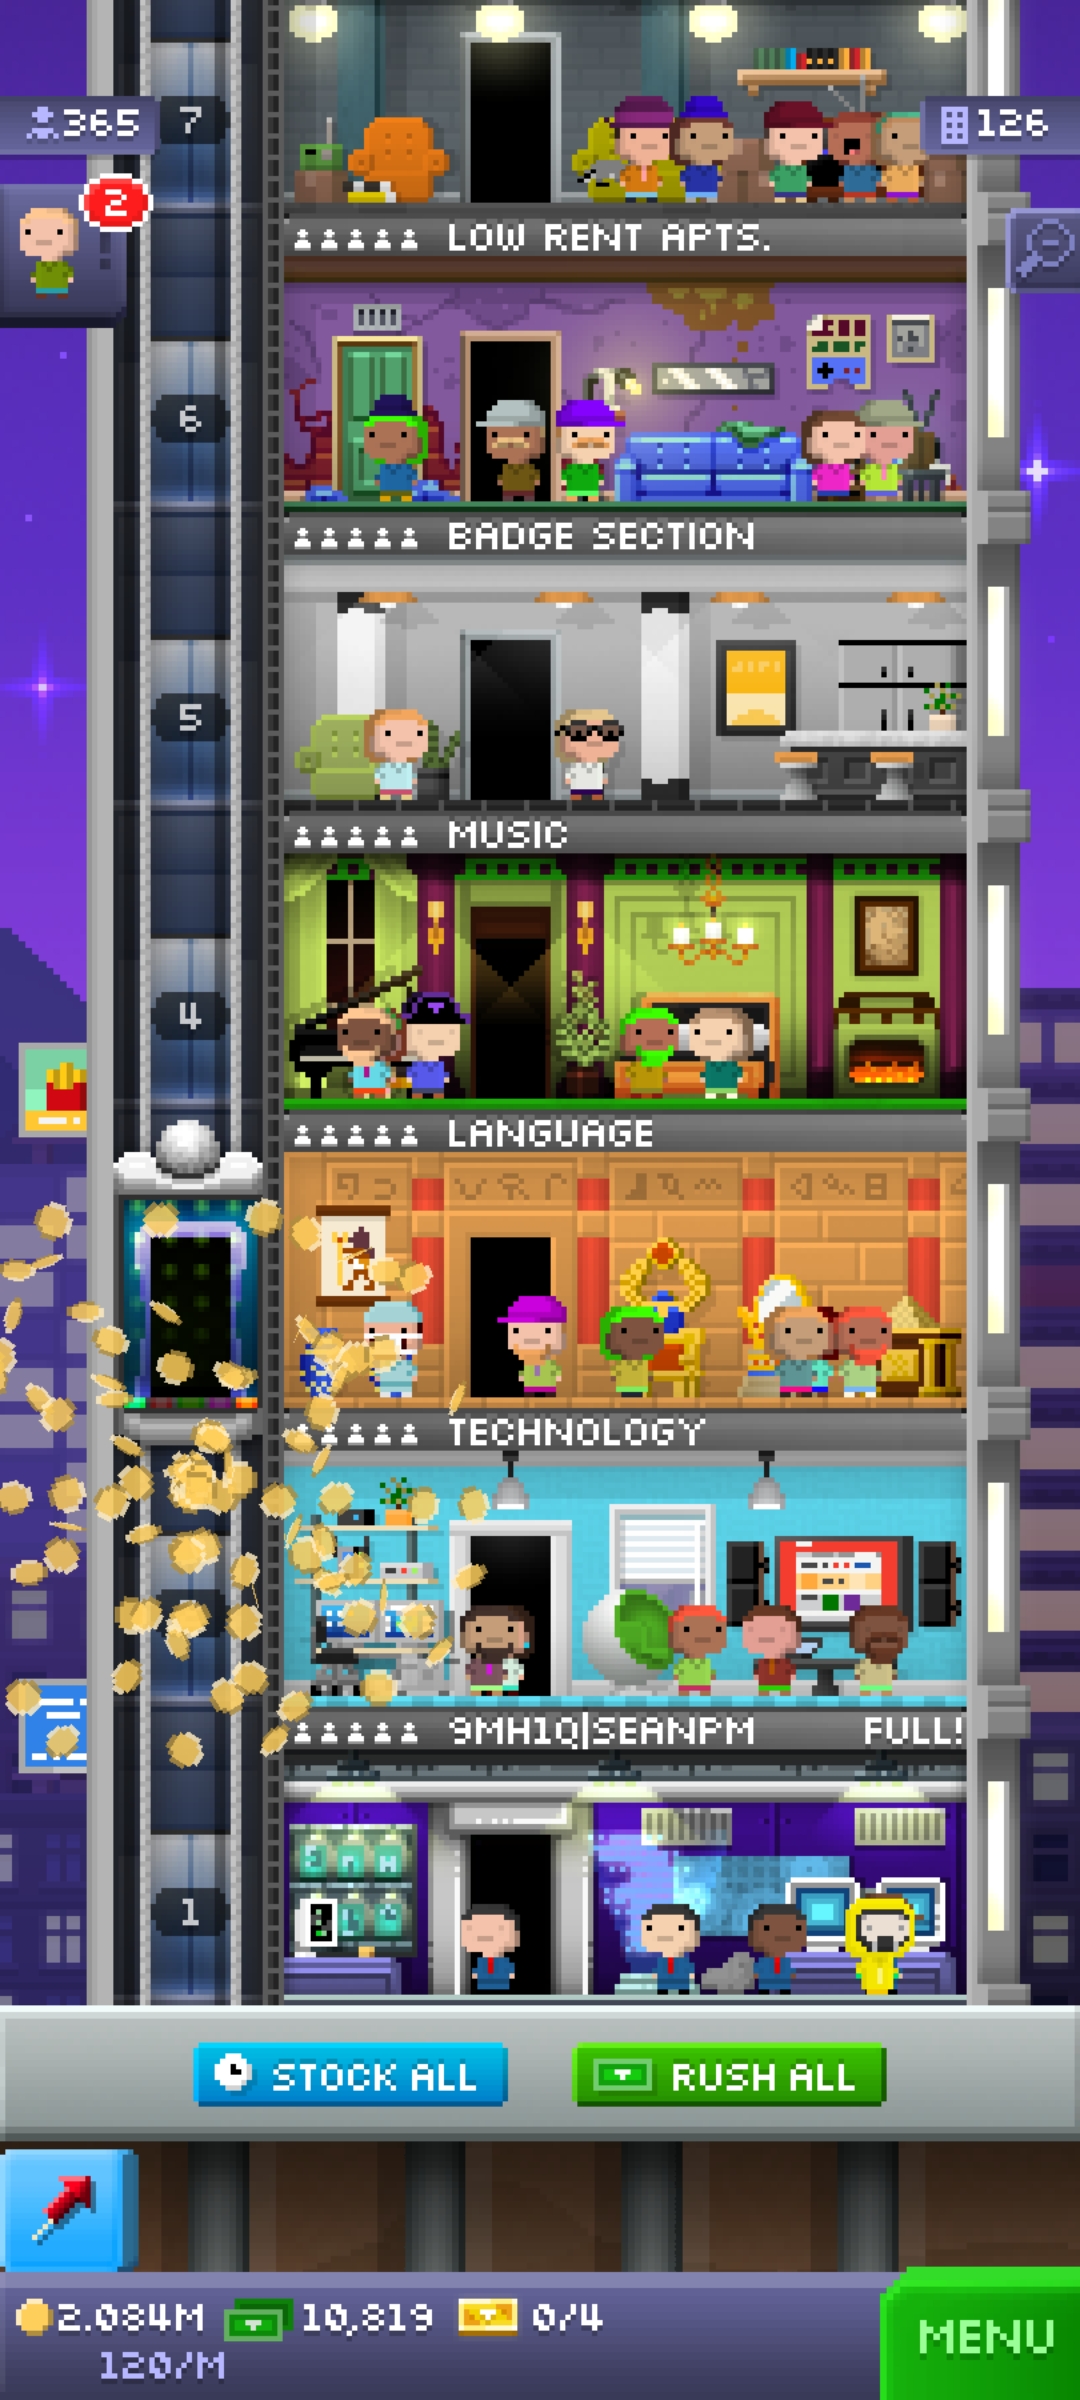 365
7
126
2
LOW RENT APTS.
6
BADGE SECTION
5
MUSIC
4
LANGUAGE
TECHNOLOGY
9MH1Q|SEANPM FULL!
1
STOCK ALL
RUSH ALL
2.084M 10,819 0/4
120/M
MENU